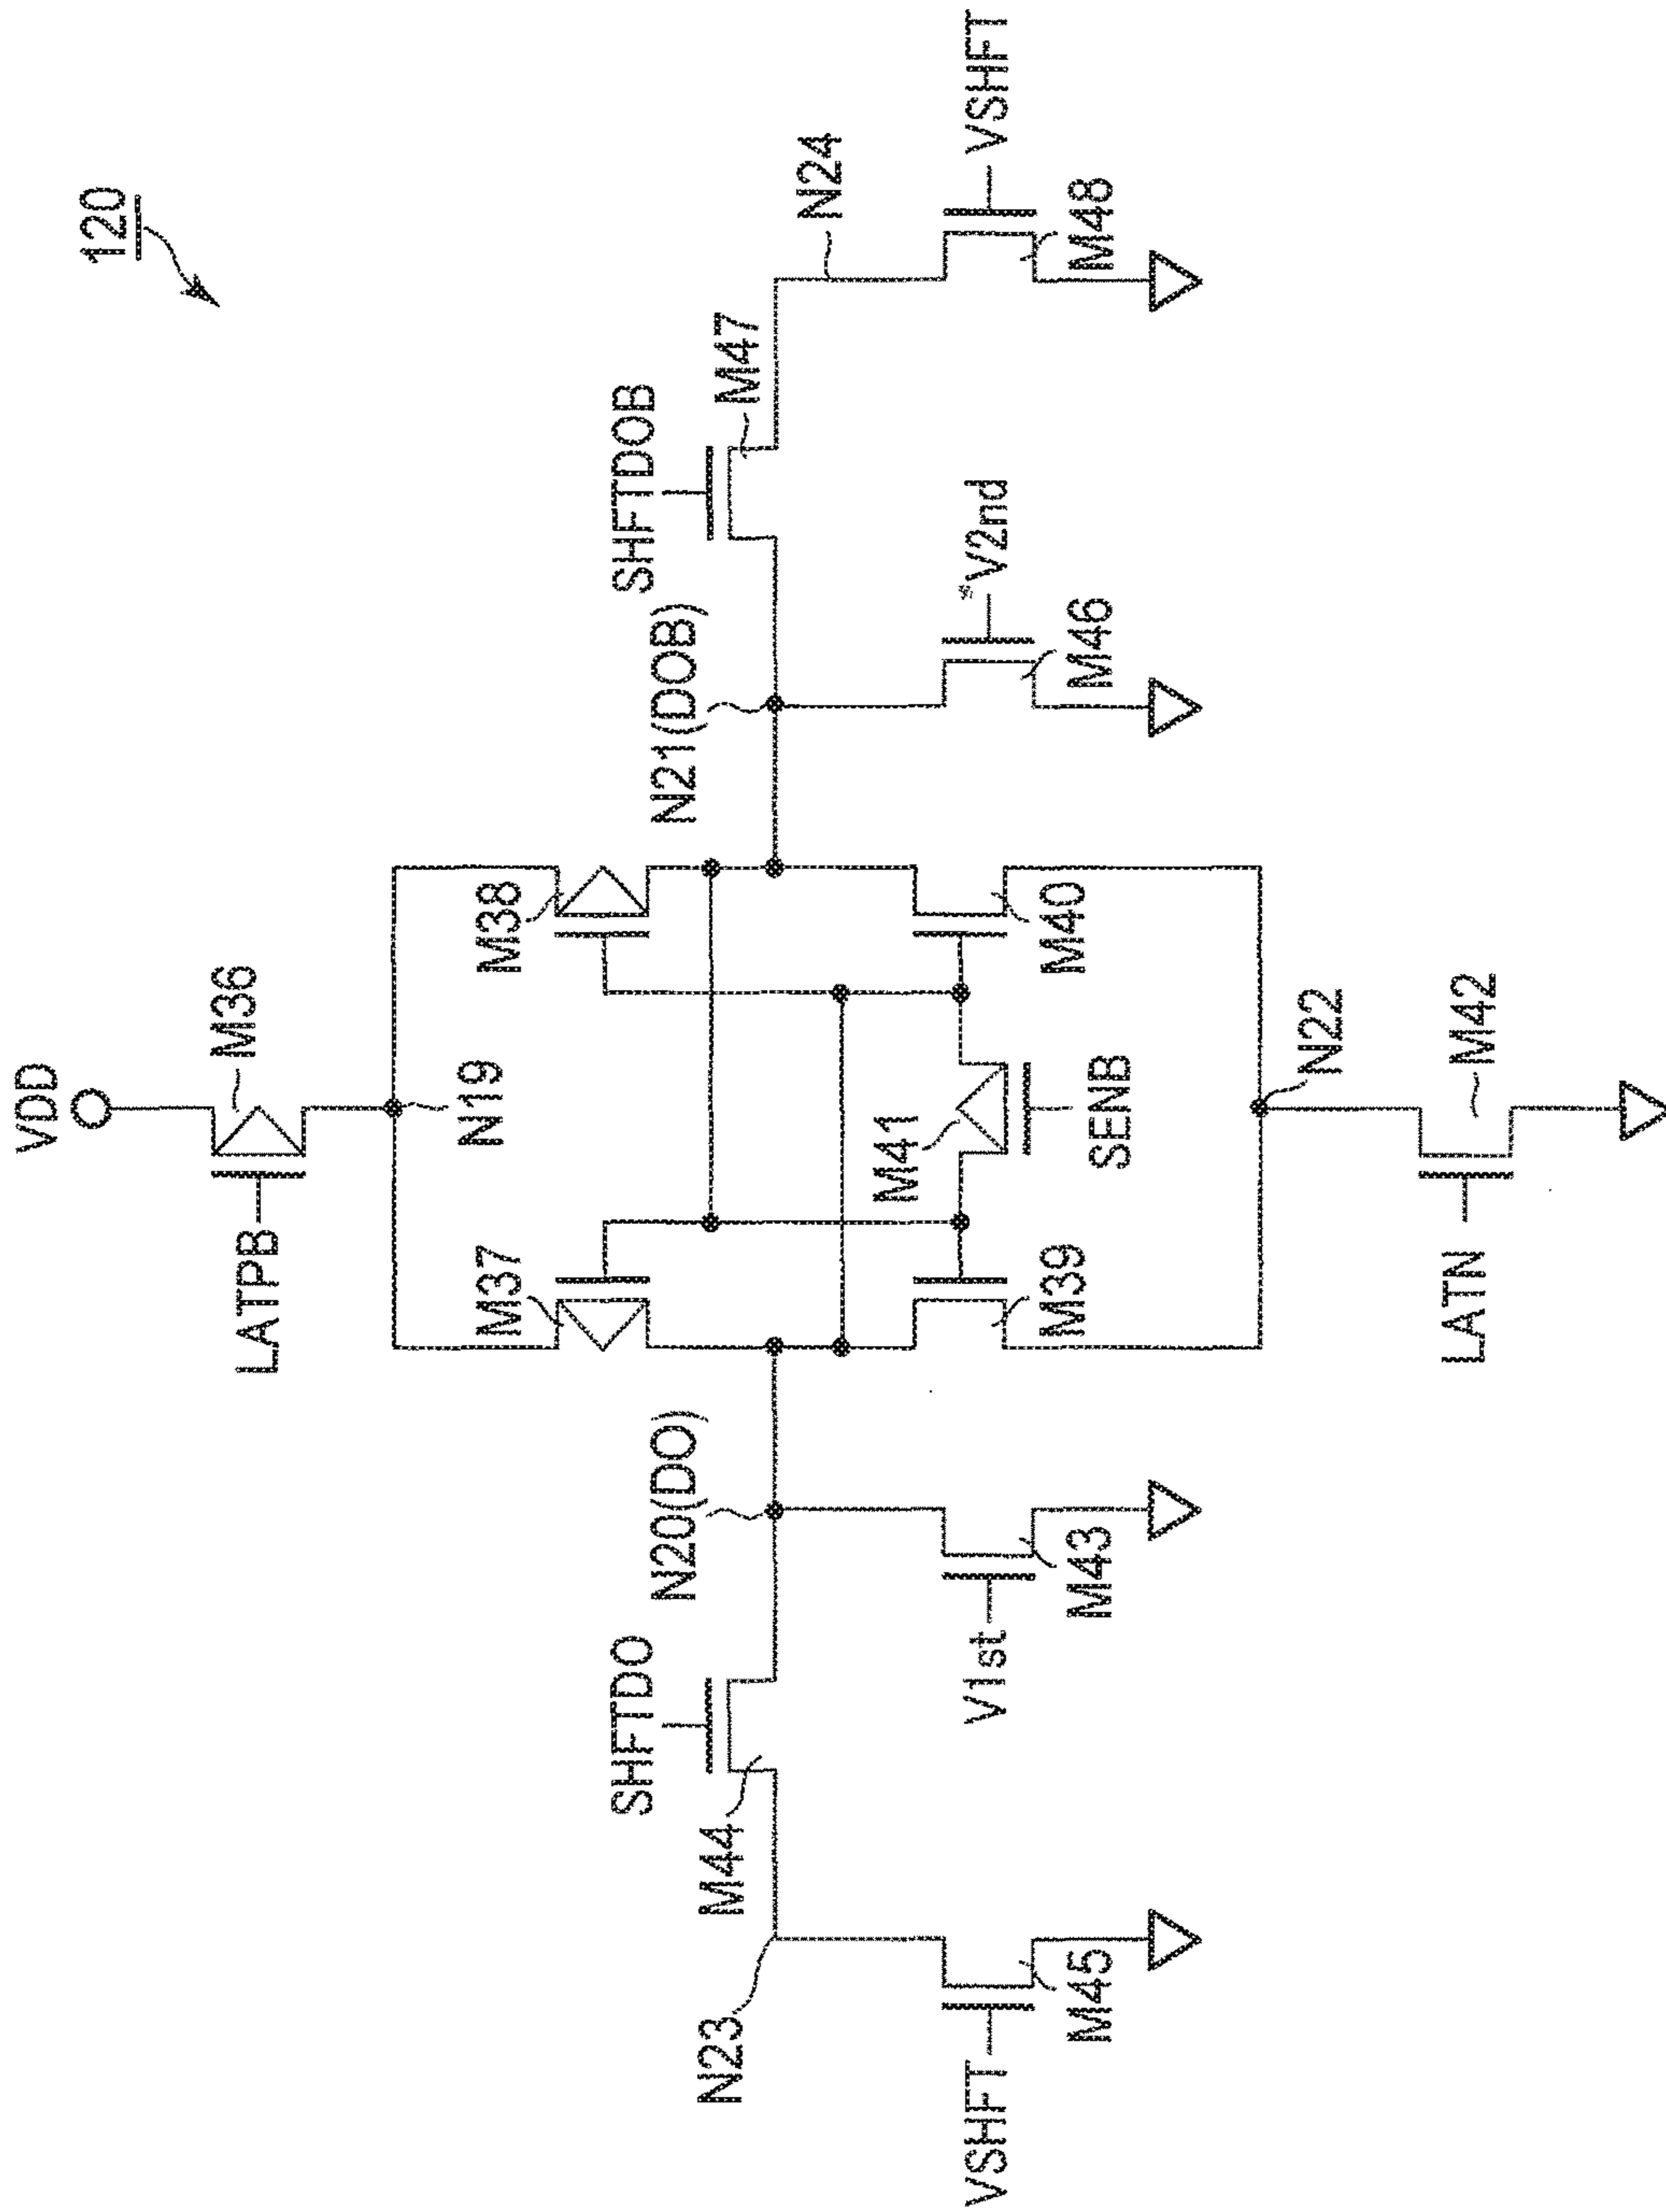 120
VDD
M36
LATPB
N19
M37
M38
N20(DO)
N21(DOB)
SHFTDO
SHFTDOB
M44
M47
N23
N24
M41
SENB
M39
M40
VSHFT
M45
V1st
M43
V2nd
M46
VSHFT
M48
N22
LATN
M42